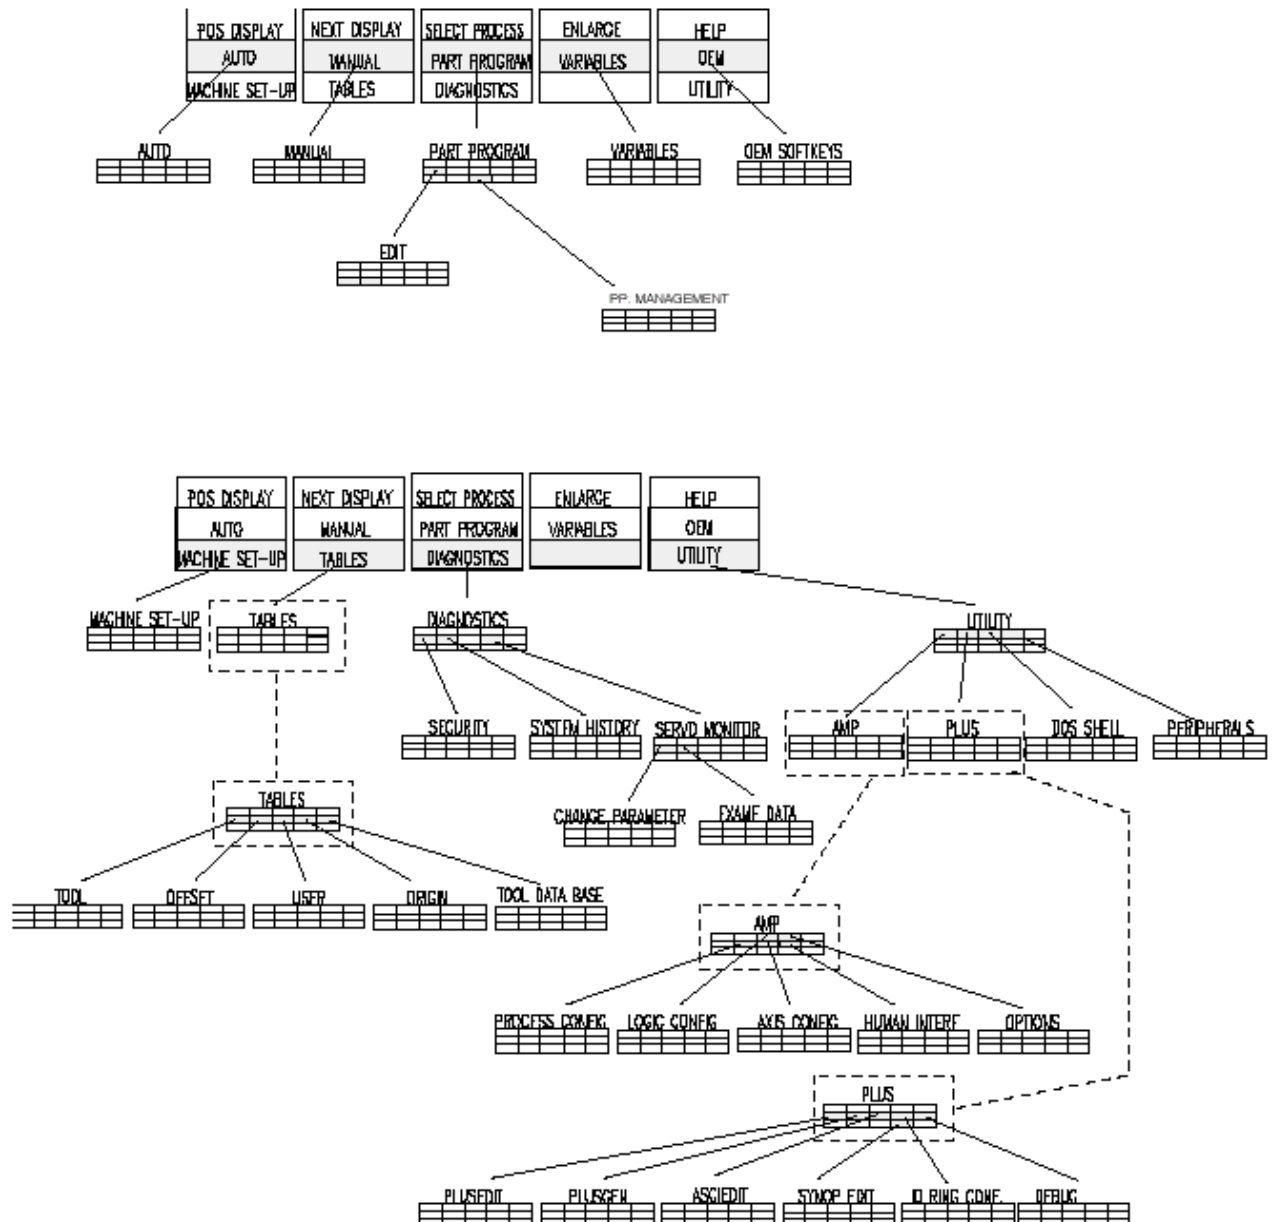 POS DISPLAY NEXT DISPLAY SELECT PROCESS ENLARGE HELP
AUTO MANUAL PART PROGRAM VARIABLES OEM
MACHINE SET-UP TABLES DIAGNOSTICS UTILITY
AUTO MANUAL PART PROGRAM VARIABLES OEM SOFTKEYS
EDIT
PP. MANAGEMENT
POS DISPLAY NEXT DISPLAY SELECT PROCESS ENLARGE HELP
AUTO MANUAL PART PROGRAM VARIABLES OEM
MACHINE SET-UP TABLES DIAGNOSTICS UTILITY
MACHINE SET-UP TABLES DIAGNOSTICS UTILITY
SECURITY SYSTEM HISTORY SERVO MONITOR AMP PLUS DOS SHELL PERIPHERALS
TABLES CHANGE PARAMETER EXAMF DATA
TOOL OFFSET USER ORIGIN TOOL DATA BASE
AMP
PROCESS CONFIG. LOGIC CONFIG AXIS CONFIG. HUMAN INTERF OPTIONS
PLUS
PLUSEDIT PLUSGEN ASCIEDIT SYNOP EDIT IO RING CONF. DEBUG